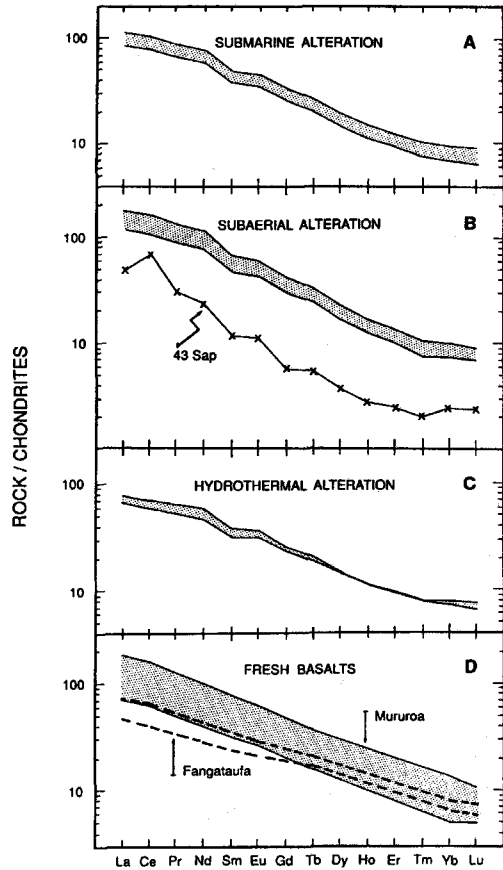 ROCK / CHONDRITES
100
10
SUBMARINE ALTERATION
A
100
10
SUBAERIAL ALTERATION
B
43 Sap
100
10
HYDROTHERMAL ALTERATION
C
100
10
FRESH BASALTS
D
Mururoa
Fangataufa
La Ce Pr Nd Sm Eu Gd Tb Dy Ho Er Tm Yb Lu